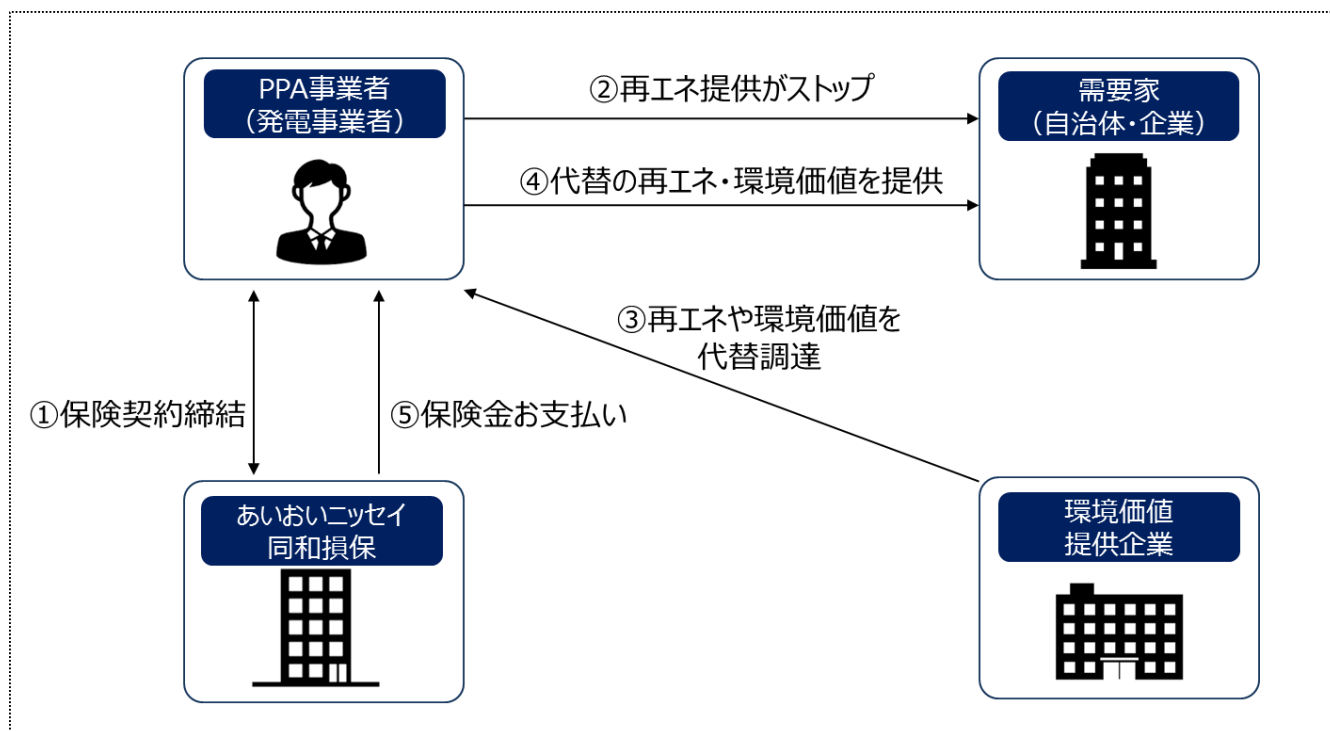 PPA事業者
（発電事業者）
②再エネ提供がストップ
需要家
（自治体・企業）
④代替の再エネ・環境価値を提供
③再エネや環境価値を
代替調達
①保険契約締結
⑤保険金お支払い
あいおいニッセイ
同和損保
環境価値
提供企業